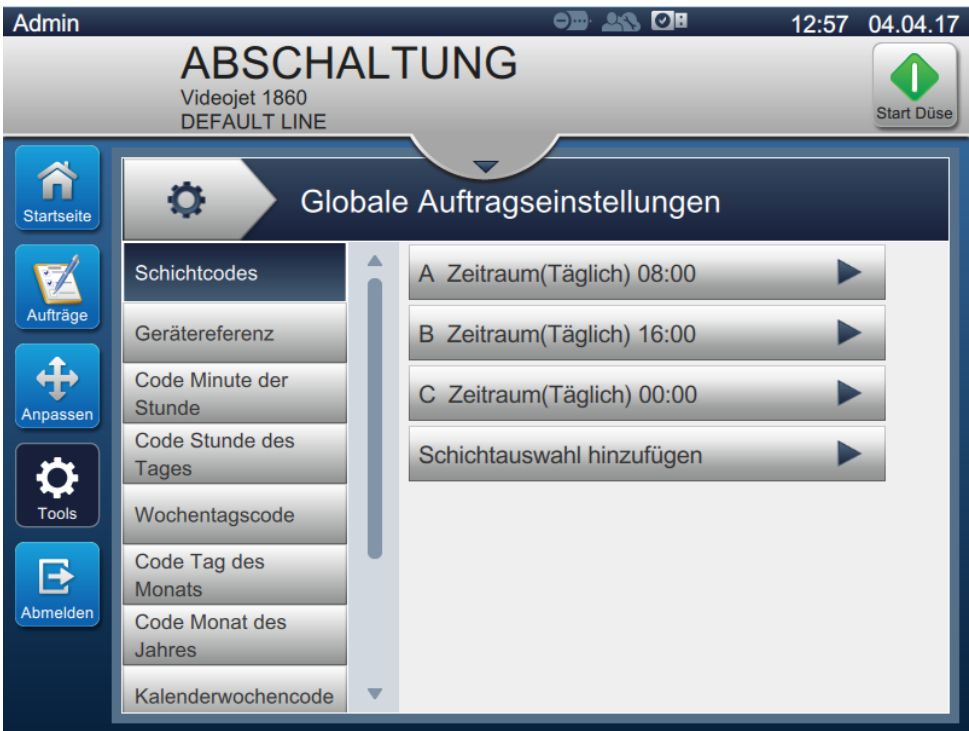 Admin
12:57 04.04.17
ABSCHALTUNG
Videojet 1860
DEFAULT LINE
Start Düse
Startseite
Aufträge
Anpassen
Tools
Abmelden
Globale Auftragseinstellungen
Schichtcodes
Gerätereferenz
Code Minute der
Stunde
Code Stunde des
Tages
Wochentagscode
Code Tag des
Monats
Code Monat des
Jahres
Kalenderwochencode
A Zeitraum(Täglich) 08:00
B Zeitraum(Täglich) 16:00
C Zeitraum(Täglich) 00:00
Schichtauswahl hinzufügen